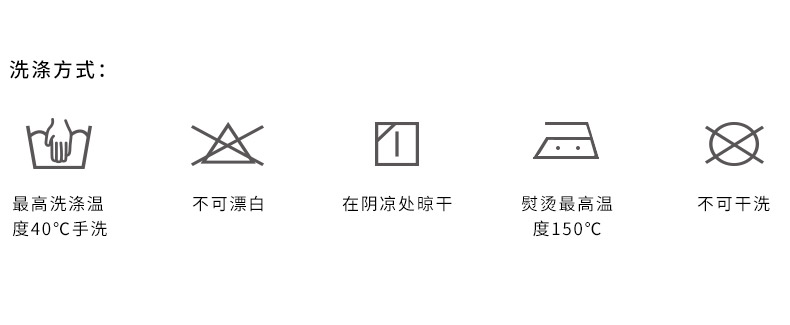 洗涤方式：
最高洗涤温
度40℃手洗
不可漂白
在阴凉处晾干
熨烫最高温
度150℃
不可干洗